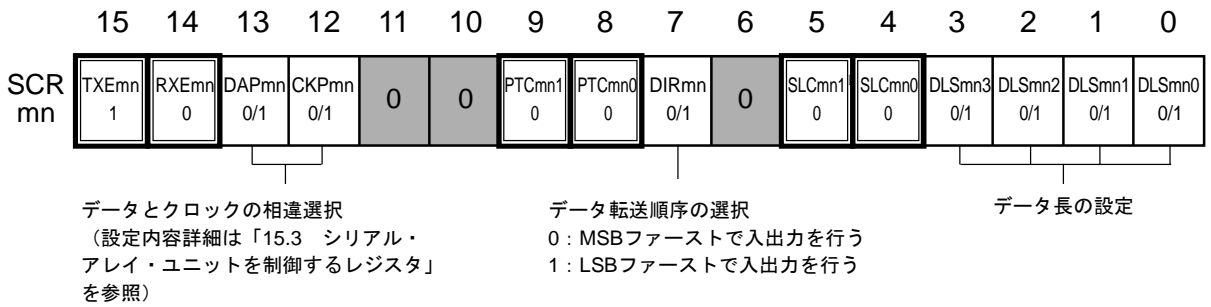 15 14 13 12 11 10 9 8 7 6 5 4 3 2 1 0
SCR
mn
TXEmn RXEmn DAPmn CKPmn 0 0 PTCmn1 PTCmn0 DIRmn 0 SLCmn1 SLCmn0 DLSmn3 DLSmn2 DLSmn1 DLSmn0
1 0 0/1 0/1 0 0 0/1 0 0 0/1 0/1 0/1 0/1
データとクロックの相違選択
（設定内容詳細は「15.3 シリアル・
アレイ・ユニットを制御するレジスタ」
を参照）
データ転送順序の選択
0：MSBファーストで入出力を行う
1：LSBファーストで入出力を行う
データ長の設定